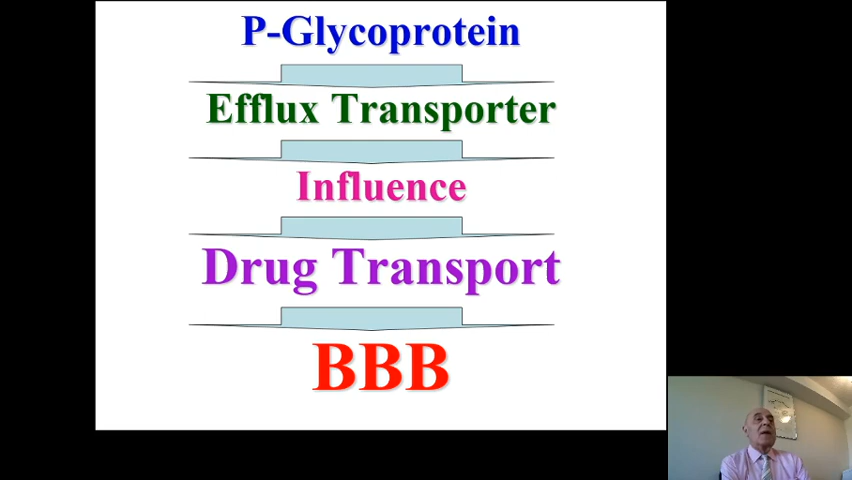 P-Glycoprotein
Efflux Transporter
Influence
Drug Transport
BBB